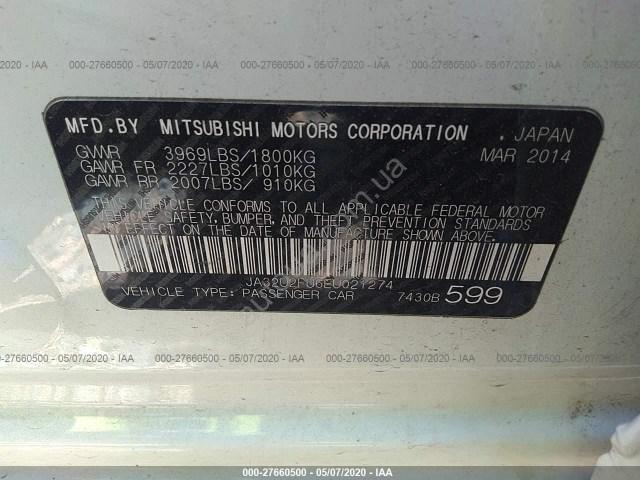 000-27660500 - 05/07/2020 - IAA 000-27660500 - 05/07/2020 - IAA 000-27660500 - 05/07/2020 - IAA
MFD.BY MITSUBISHI MOTORS CORPORATION . JAPAN
GVWR 3969LBS/1800KG MAR 2014
GAWR FR 2227LBS/1010KG
GAWR RR 2007LBS/ 910KG
THIS VEHICLE CONFORMS TO ALL APPLICABLE FEDERAL MOTOR
VEHICLE SAFETY, BUMPER, AND THEFT PREVENTION STANDARDS
IN EFFECT ON THE DATE OF MANUFACTURE SHOWN ABOVE.
JA32U2FU6EU021274
VEHICLE TYPE: PASSENGER CAR 7430B 599
000-27660500 - 05/07/2020 - IAA 000-27660500 - 05/07/2020 - IAA 000-27660500 - 05/07/2020 - IAA
000-27660500 - 05/07/2020 - IAA